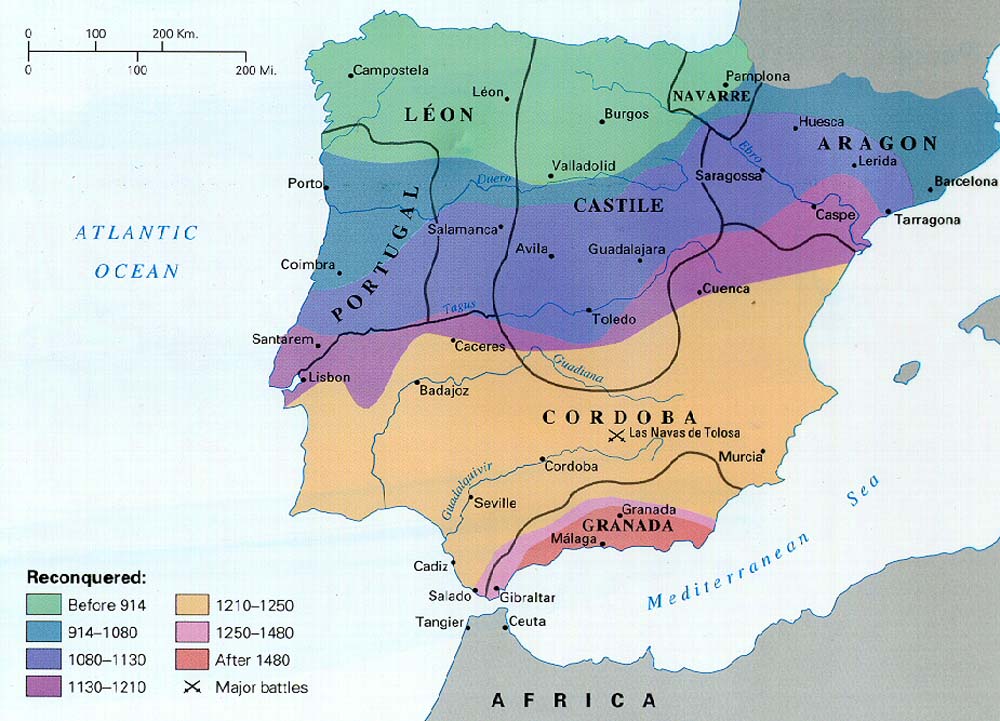 0 100 200 Km.
0 100 200 Mi.
Campostela
Léon
LÉON
Burgos
Pamplona
NAVARRE
Huesca
ARAGON
Lerida
Ebro
Saragossa
Barcelona
Tarragona
Caspe
Valladolid
Duero
Porto
CASTILE
PORTUGAL
Salamanca
Avila
Guadalajara
ATLANTIC
OCEAN
Coimbra
Cuenca
Tagus
Toledo
Santarem
Caceres
Lisbon
Badajoz
Guadiana
CORDOBA
Las Navas de Tolosa
Murcia
Cordoba
Guadalquivir
Seville
Granada
GRANADA
Málaga
Cadiz
Salado
Gibraltar
Tangier
Ceuta
Mediterranean Sea
AFRICA
Reconquered:
Before 914
914–1080
1080–1130
1130–1210
1210–1250
1250–1480
After 1480
Major battles